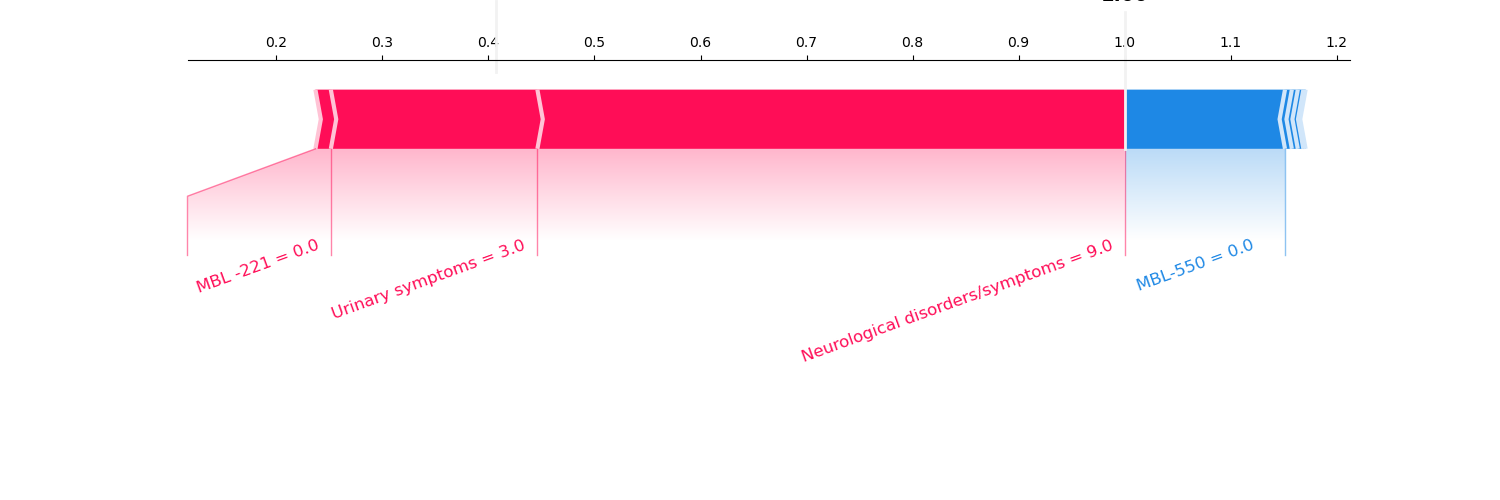 0.2 0.3 0.4 0.5 0.6 0.7 0.8 0.9 1.0 1.1 1.2
MBL -221 = 0.0
Urinary symptoms = 3.0
Neurological disorders/symptoms = 9.0
MBL-550 = 0.0